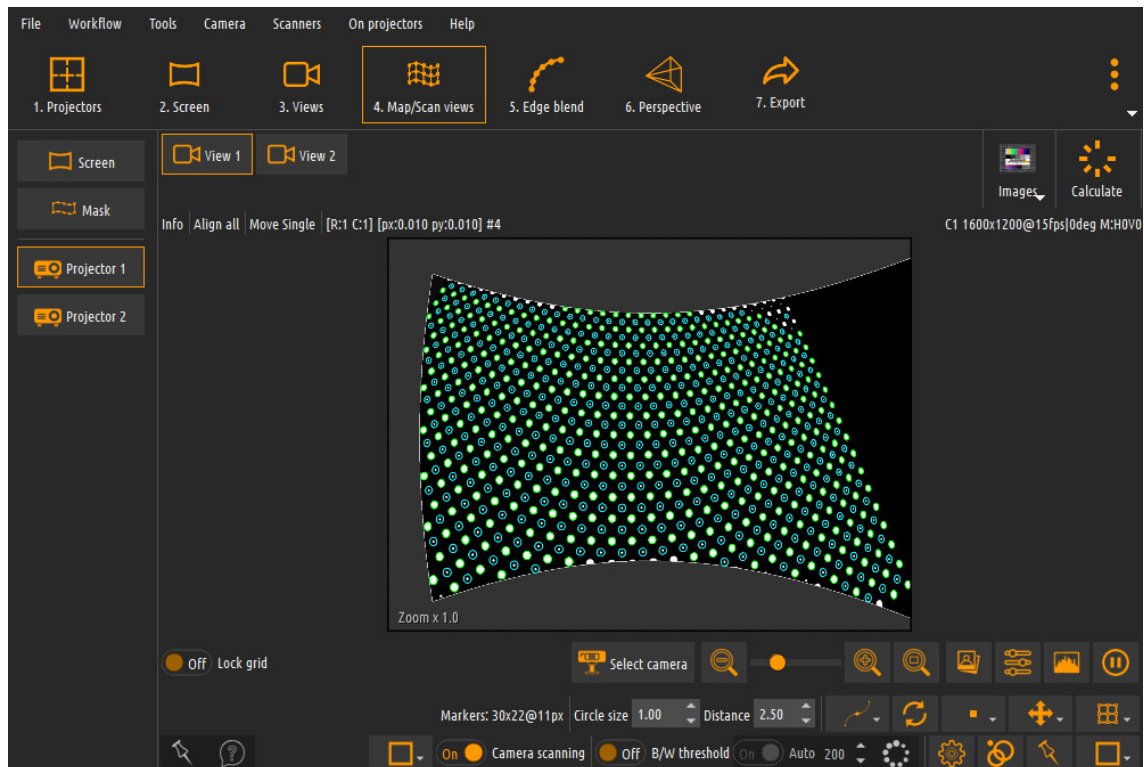 File Workflow Tools Camera Scanners On projectors Help
1. Projectors 2. Screen 3. Views 4. Map/Scan views 5. Edge blend 6. Perspective 7. Export
Screen
Mask
Projector 1
Projector 2
View 1 View 2
Images Calculate
Info Align all Move Single [R:1 C:1] [px:0.010 py:0.010] #4 C1 1600x1200@15fps|0deg M:H0V0
Zoom x 1.0
Off Lock grid Select camera
Markers: 30x22@11px Circle size 1.00 Distance 2.50
On Camera scanning Off B/W threshold On Auto 200